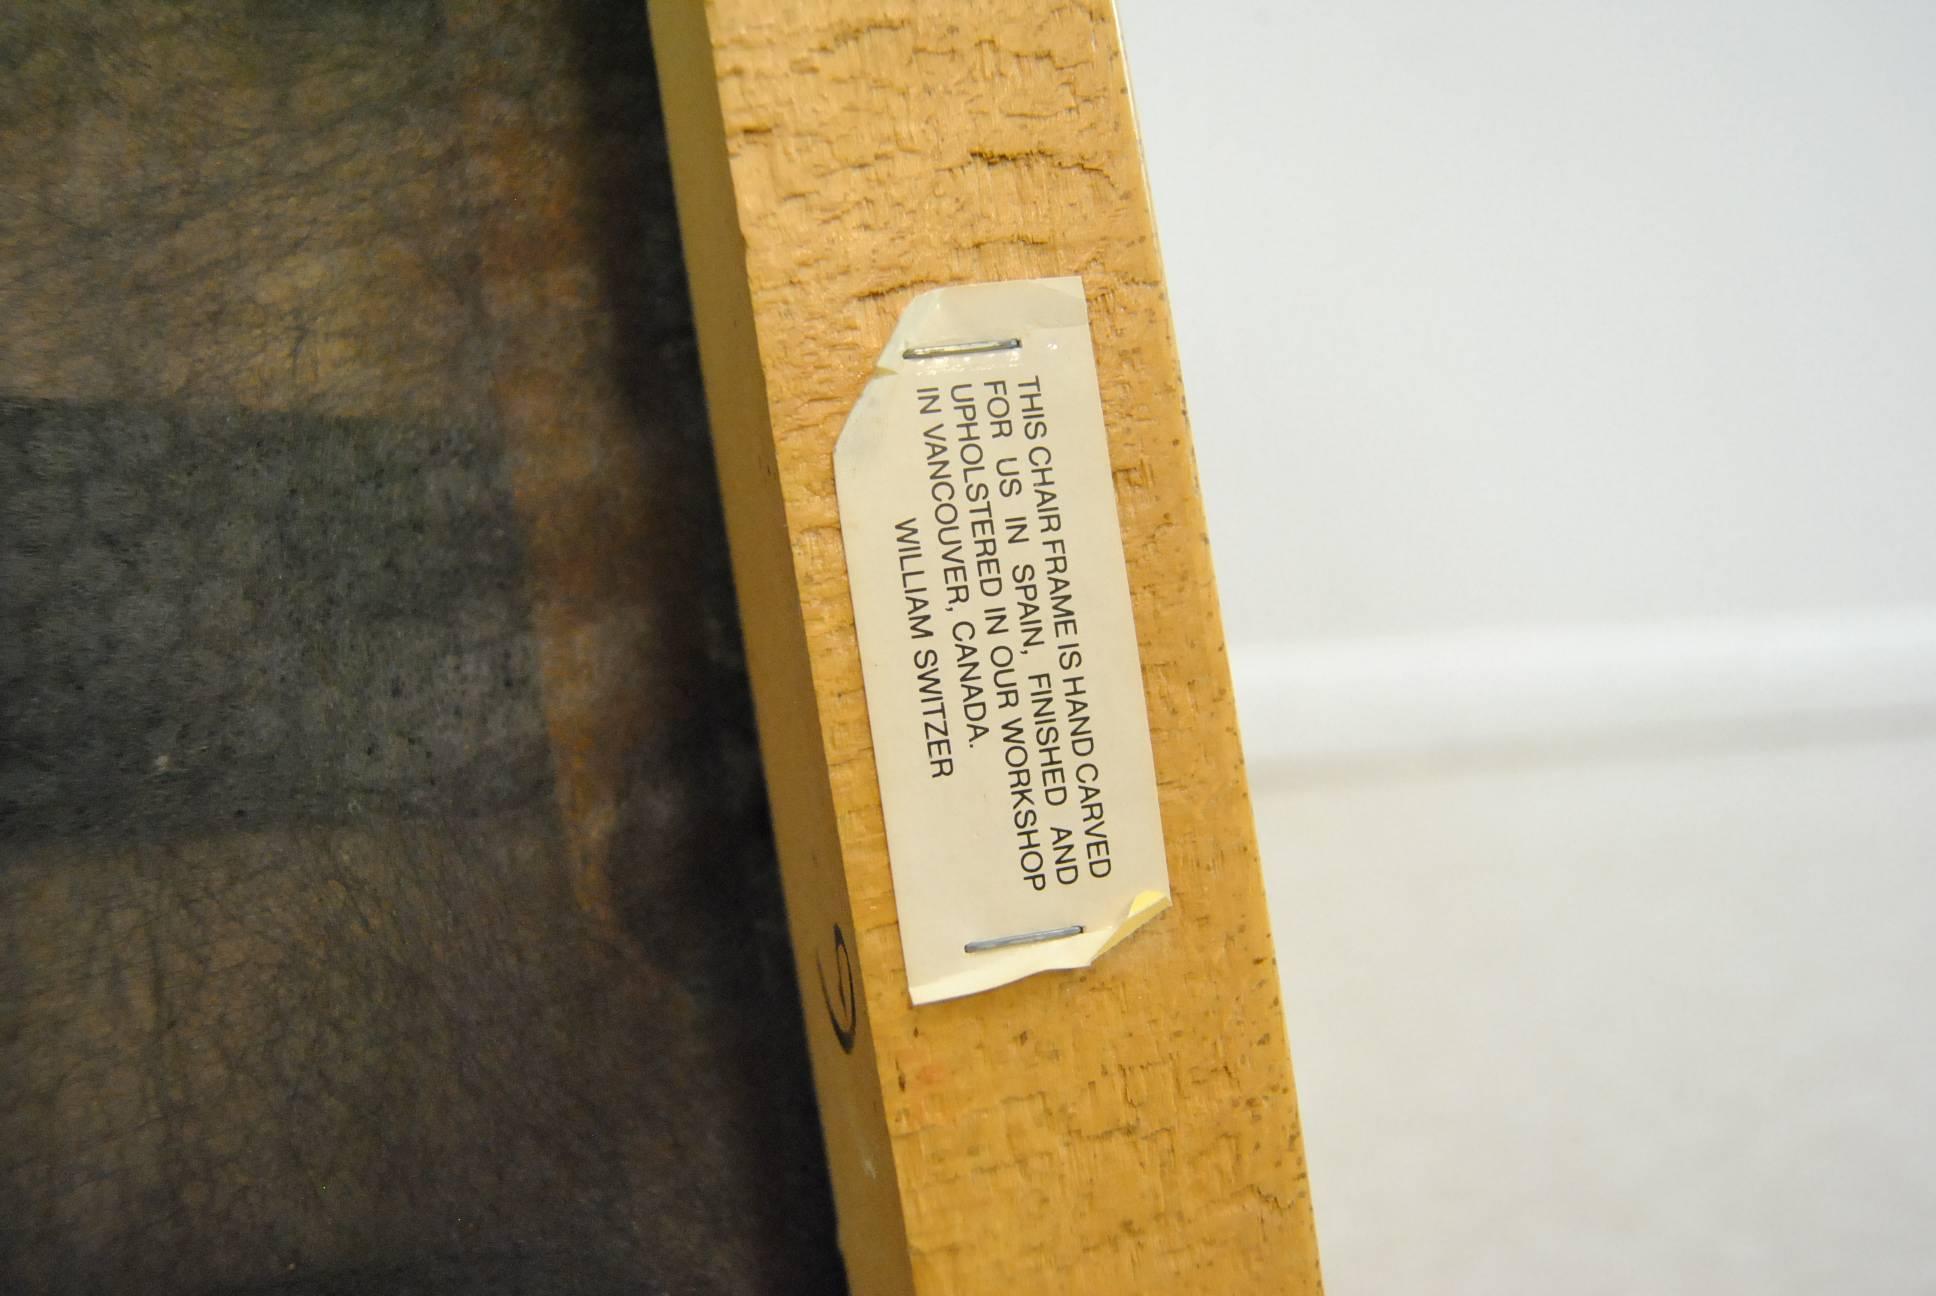 THIS CHAIR FRAME IS HAND CARVED
FOR US IN SPAIN, FINISHED AND
UPHOLSTERED IN OUR WORKSHOP
IN VANCOUVER, CANADA.
WILLIAM SWITZER